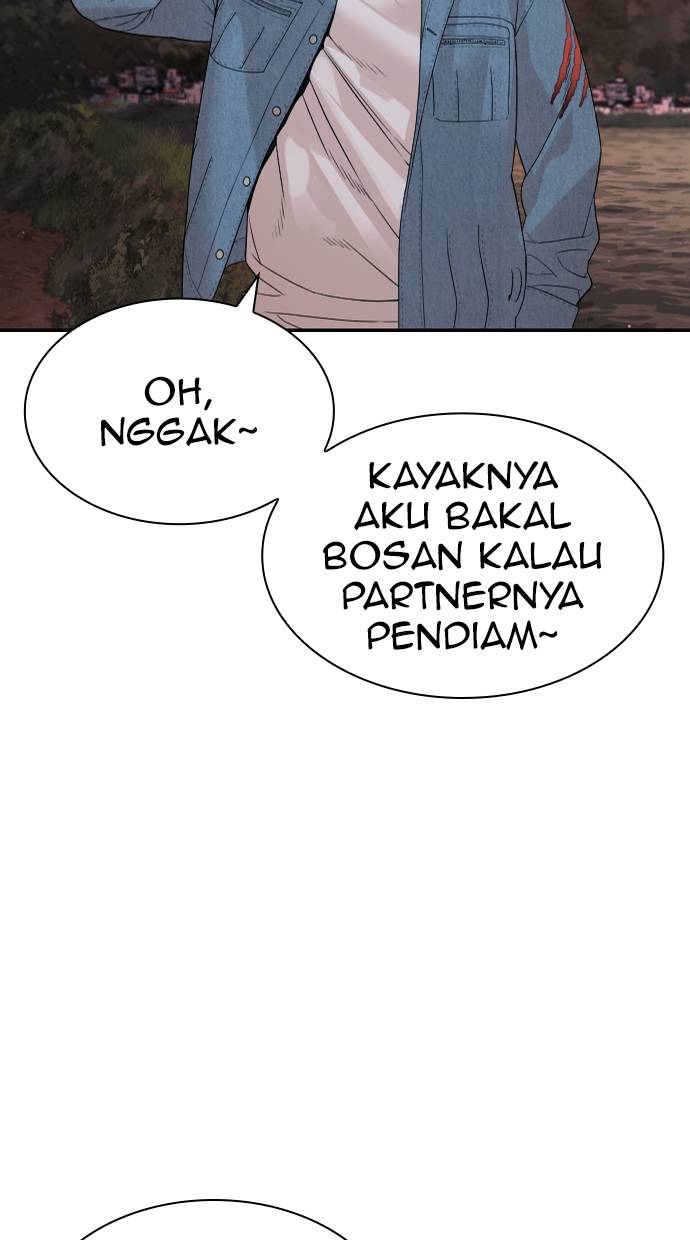 OH,
NGGAK~
KAYAKNYA
AKU BAKAL
BOSAN KALAU
PARTNERNYA
PENDIAM~